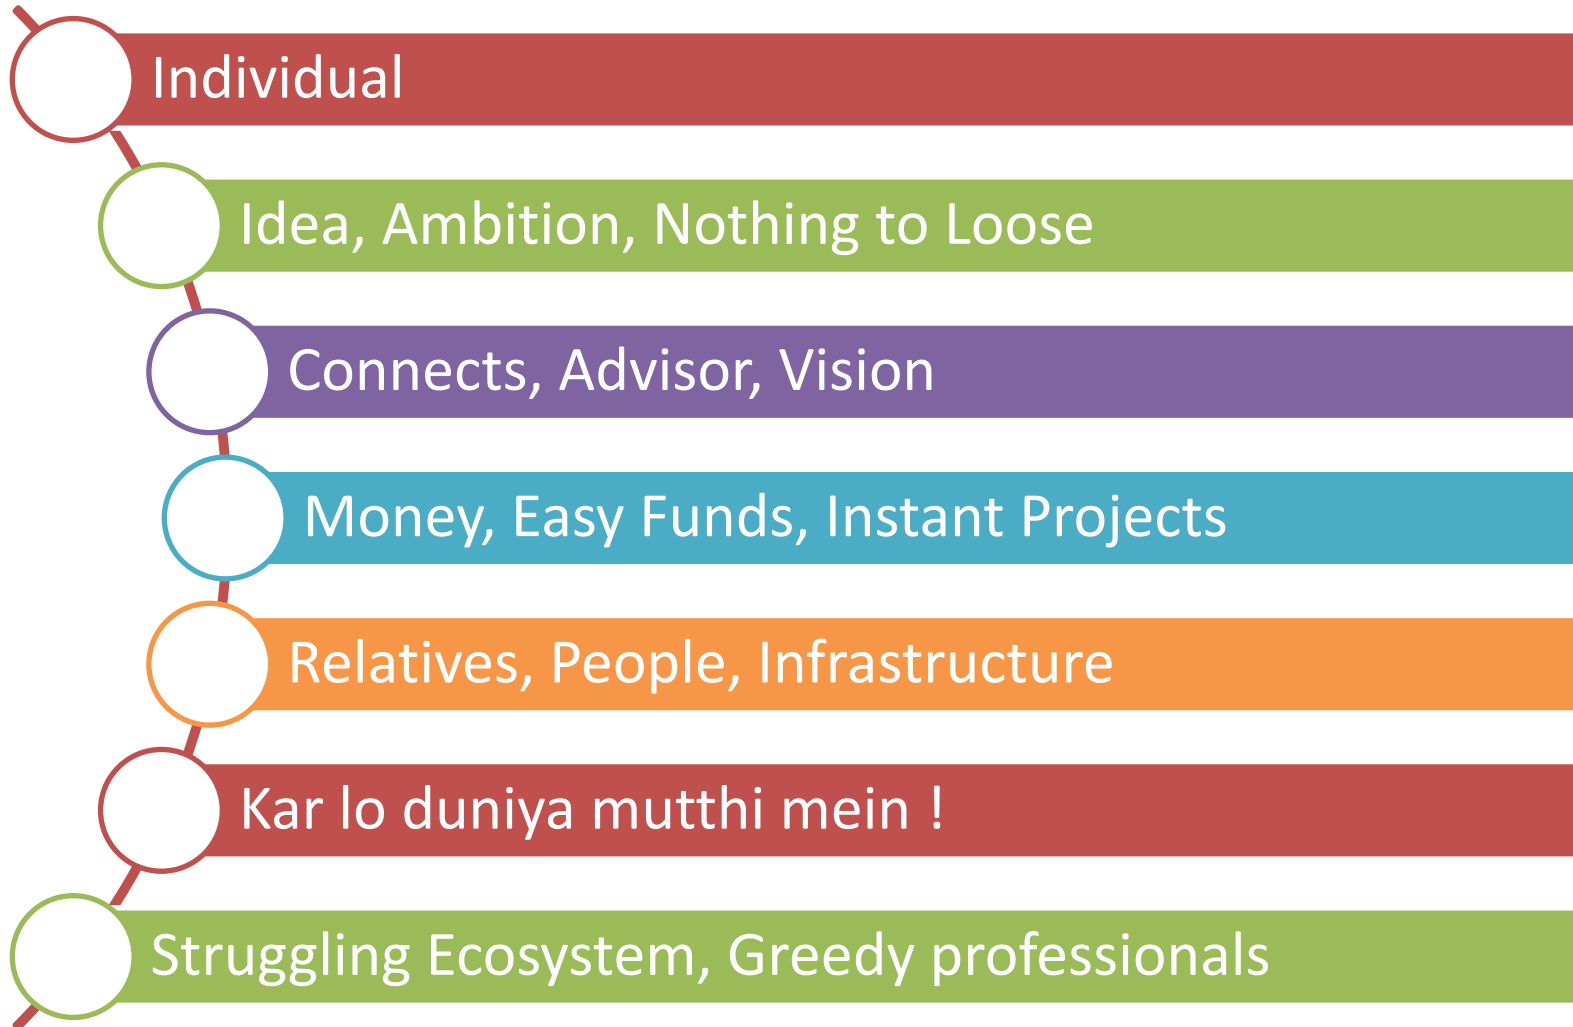 Individual
Idea, Ambition, Nothing to Loose
Connects, Advisor, Vision
Money, Easy Funds, Instant Projects
Relatives, People, Infrastructure
Kar lo duniya mutthi mein !
Struggling Ecosystem, Greedy professionals